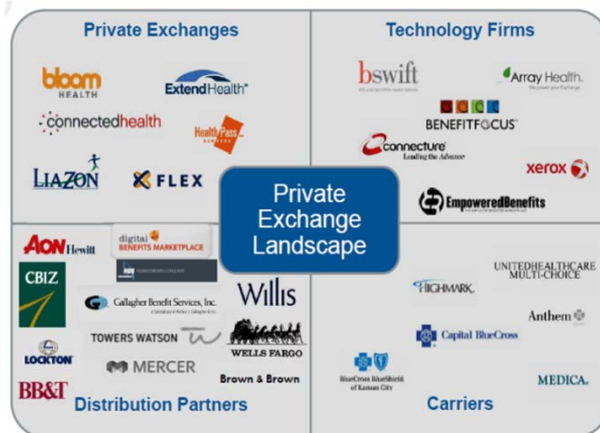 Private Exchanges
Technology Firms
bloom
HEALTH
ExtendHealth
connectedhealth
HealthPass
LIAZON
FLEX
bswift
Array Health.
BENEFITFOCUS
connecture
Leading the Advance
xerox
EmpoweredBenefits
Private
Exchange
Landscape
AON Hewitt
digital
BENEFITS MARKETPLACE
CBIZ
Gallagher Benefit Services, Inc.
Willis
TOWERS WATSON
WELLS FARGO
LOCKTON
MERCER
BB&T
Brown & Brown
Distribution Partners
HIGHMARK
UNITEDHEALTHCARE
MULTI-CHOICE
Anthem
Capital BlueCross
BlueCross BlueShield
of Kansas City
MEDICA
Carriers